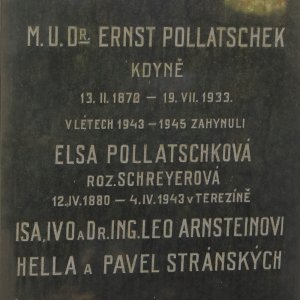 M.U.DR. ERNST POLLATSCHEK
KDYNĚ
13.II.1870 – 19.VII.1933.
V LÉTECH 1943 – 1945 ZAHYNULI
ELSA POLLATSCHKOVÁ
ROZ.SCHREYEROVÁ
12.IV.1880 – 4.IV.1943 V TEREZÍNĚ
ISA,IVO A DR.ING.LEO ARNSTEINOVI
HELLA A PAVEL STRÁNSKÝCH